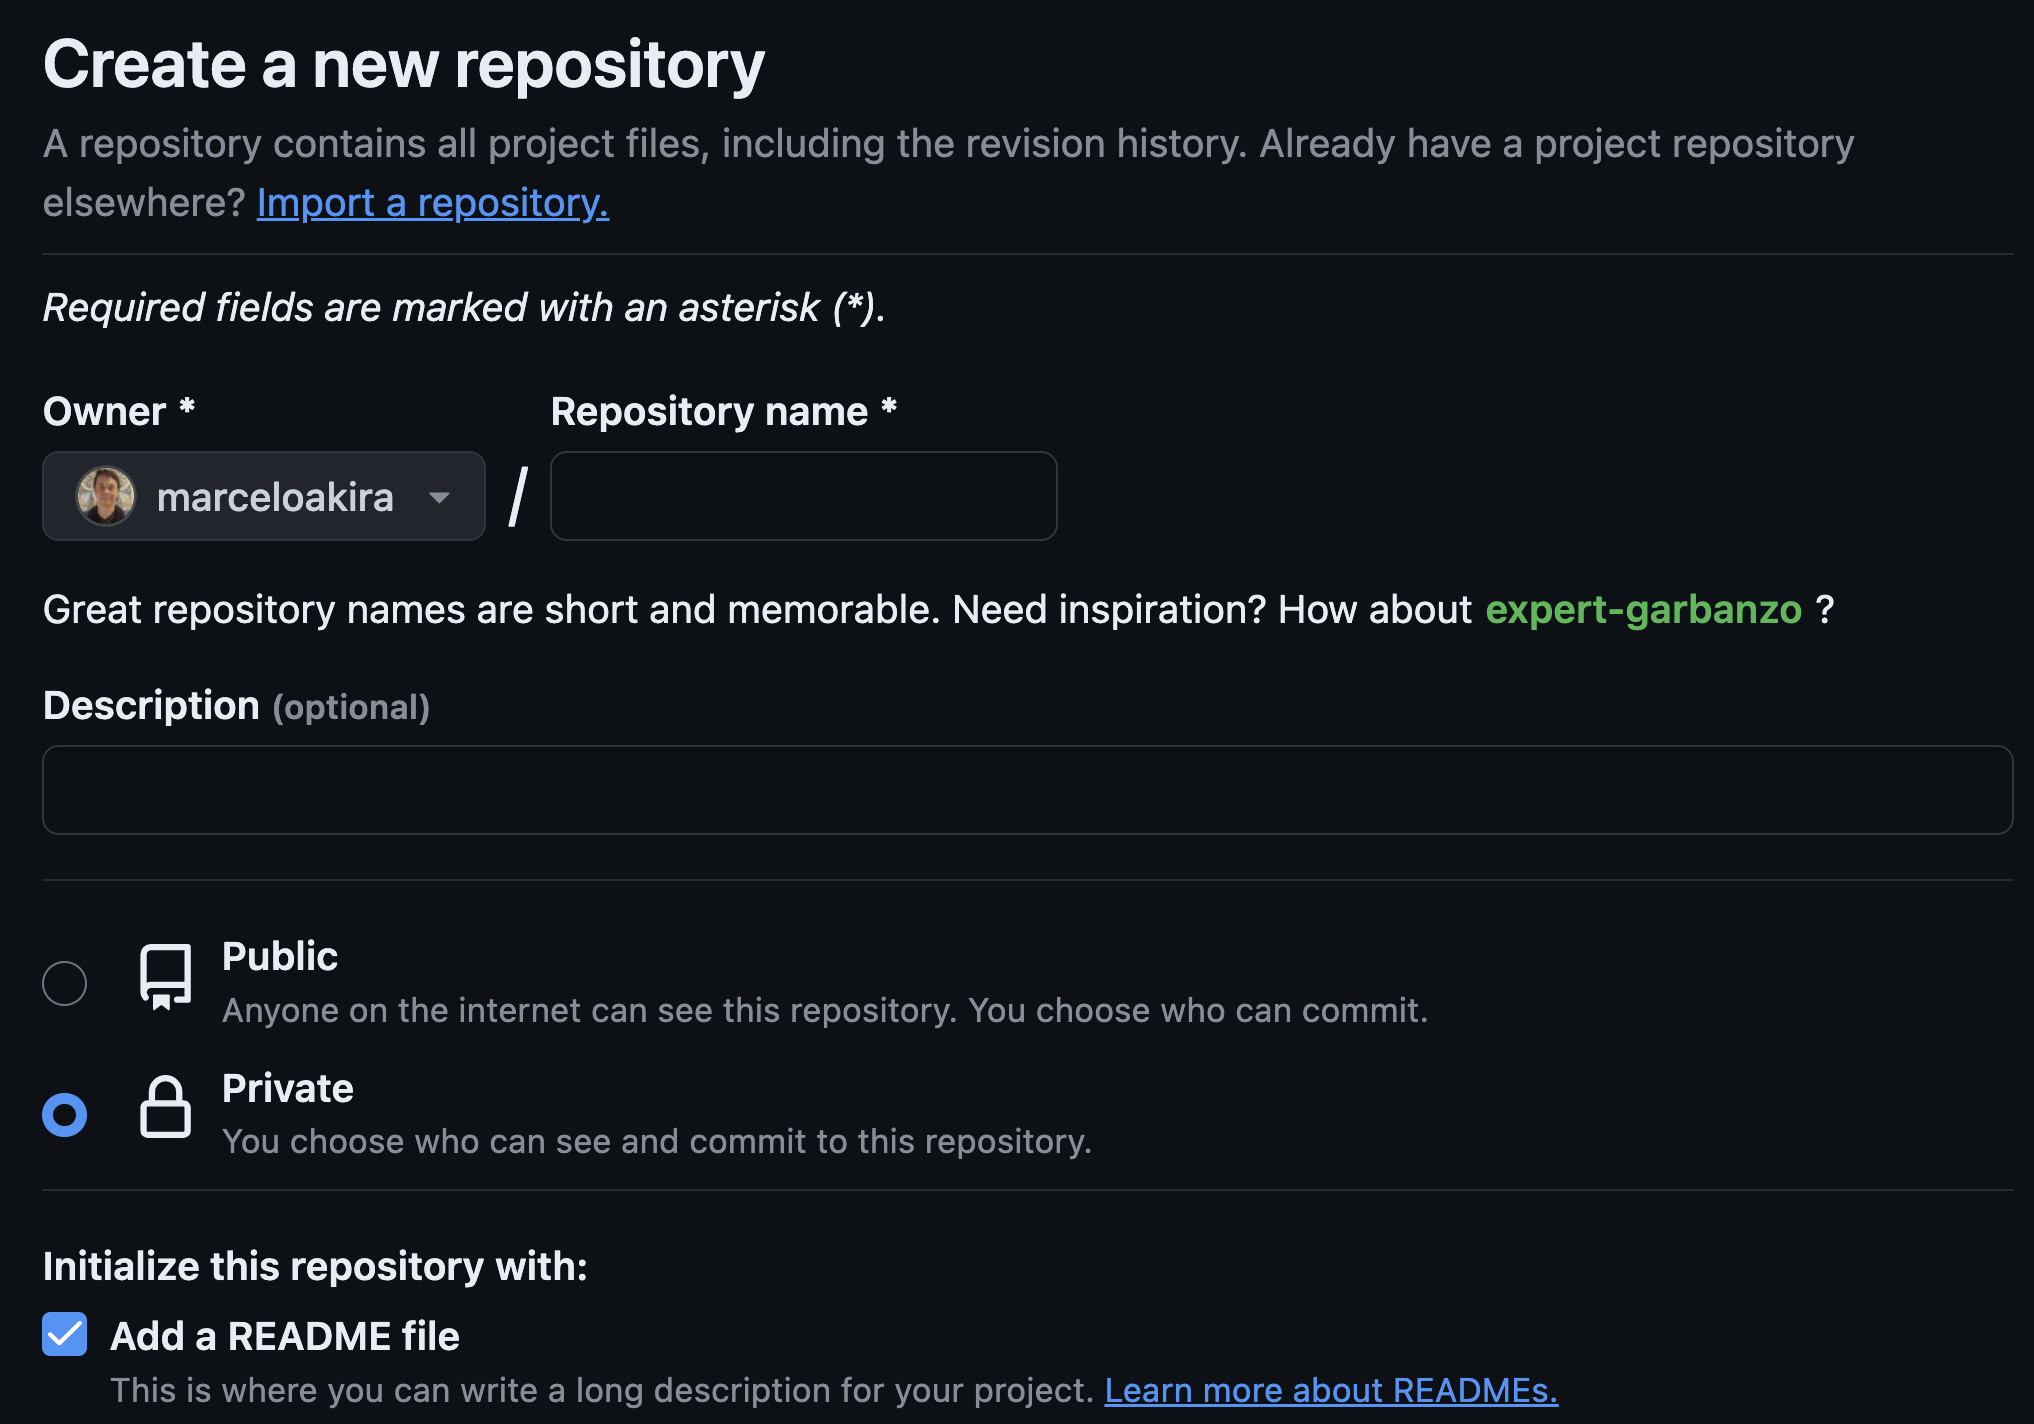 Create a new repository
A repository contains all project files, including the revision history. Already have a project repository
elsewhere? Import a repository.
Required fields are marked with an asterisk (*).
Owner *
Repository name *
marceloakira
/
Great repository names are short and memorable. Need inspiration? How about expert-garbanzo ?
Description (optional)
Public
Anyone on the internet can see this repository. You choose who can commit.
Private
You choose who can see and commit to this repository.
Initialize this repository with:
Add a README file
This is where you can write a long description for your project. Learn more about READMEs.